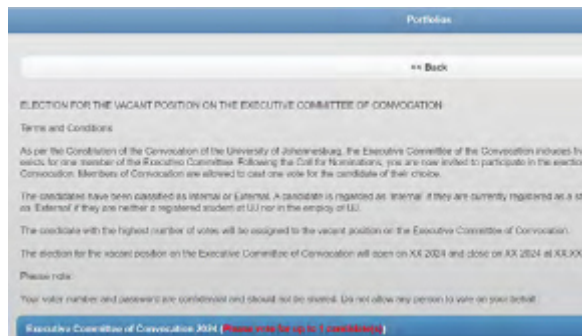 Portfolios
<< Back
ELECTION FOR THE VACANT POSITION ON THE EXECUTIVE COMMITTEE OF CONVOCATION
Terms and Conditions
As per the Constitution of the Convocation of the University of Johannesburg, the Executive Committee of the Convocation includes
exists for one member of the Executive Committee. Following the Call for Nominations, you are now invited to participate in the
Convocation. Members of Convocation are allowed to cast one vote for the candidate of their choice.
The candidates have been classified as Internal or External. A candidate is regarded as 'Internal' if they are currently registered as a
as 'External' if they are neither a registered student at UJ nor in the employ of UJ.
The candidate with the highest number of votes will be assigned to the vacant position on the Executive Committee of Convocation.
The election for the vacant position on the Executive Committee of Convocation will open on XX 2024 and close on XX 2024 at
Please note:
Your voter number and password are confidential and should not be shared. Do not allow any person to vote on your behalf.
Executive Committee of Convocation 2024 (Please vote for up to 1 candidate(s))